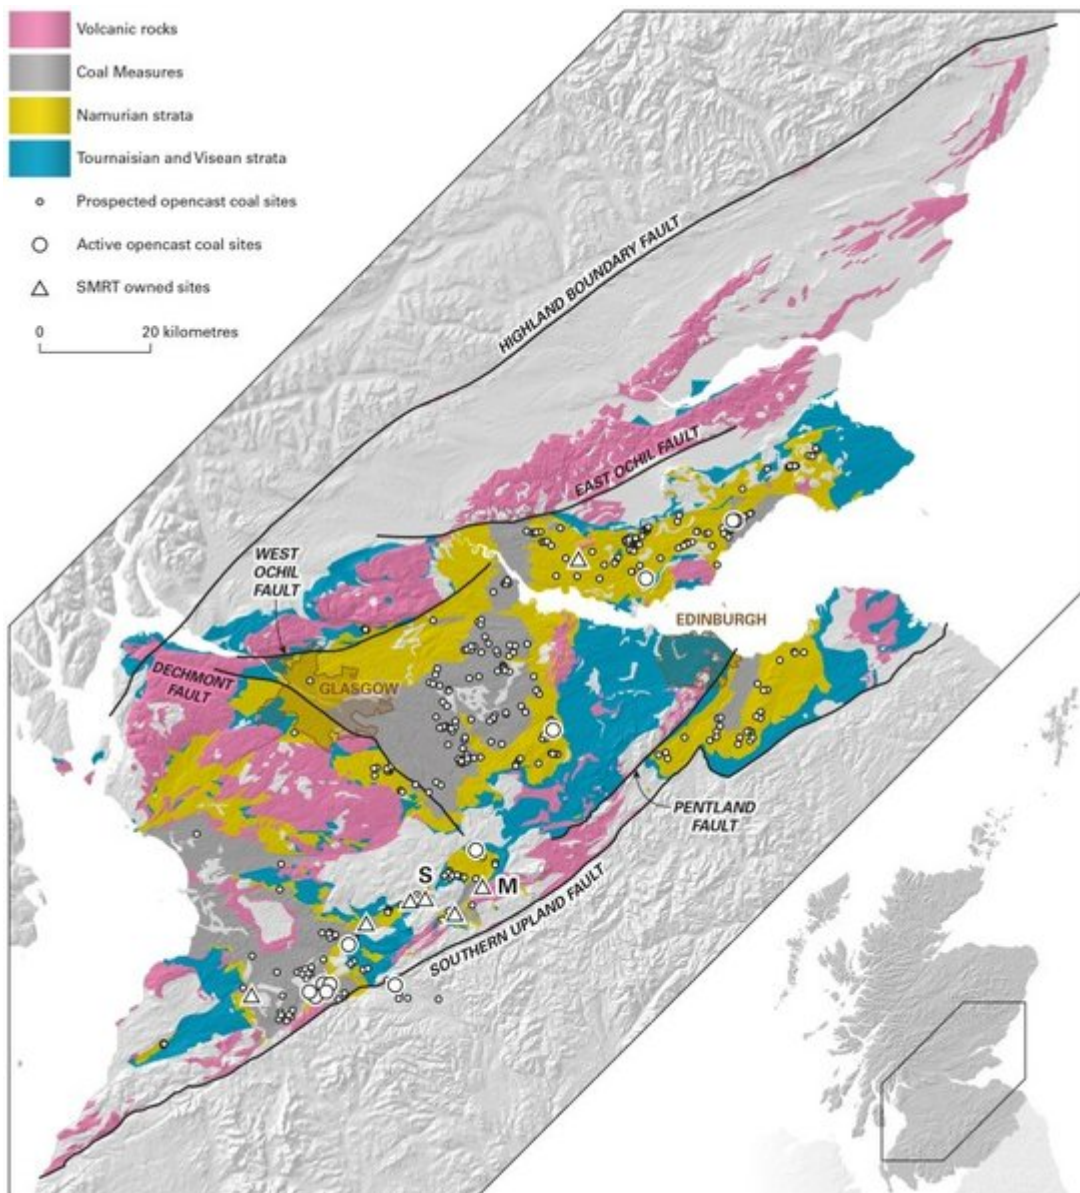 Volcanic rocks
Coal Measures
Namurian strata
Tournaisian and Visean strata
Prospected opencast coal sites
Active opencast coal sites
SMRT owned sites
0 20 kilometres
HIGHLAND BOUNDARY FAULT
EAST OCHIL FAULT
WEST
OCHIL
FAULT
EDINBURGH
DECHMONT
FAULT
GLASGOW
PENTLAND
FAULT
S
M
SOUTHERN UPLAND FAULT